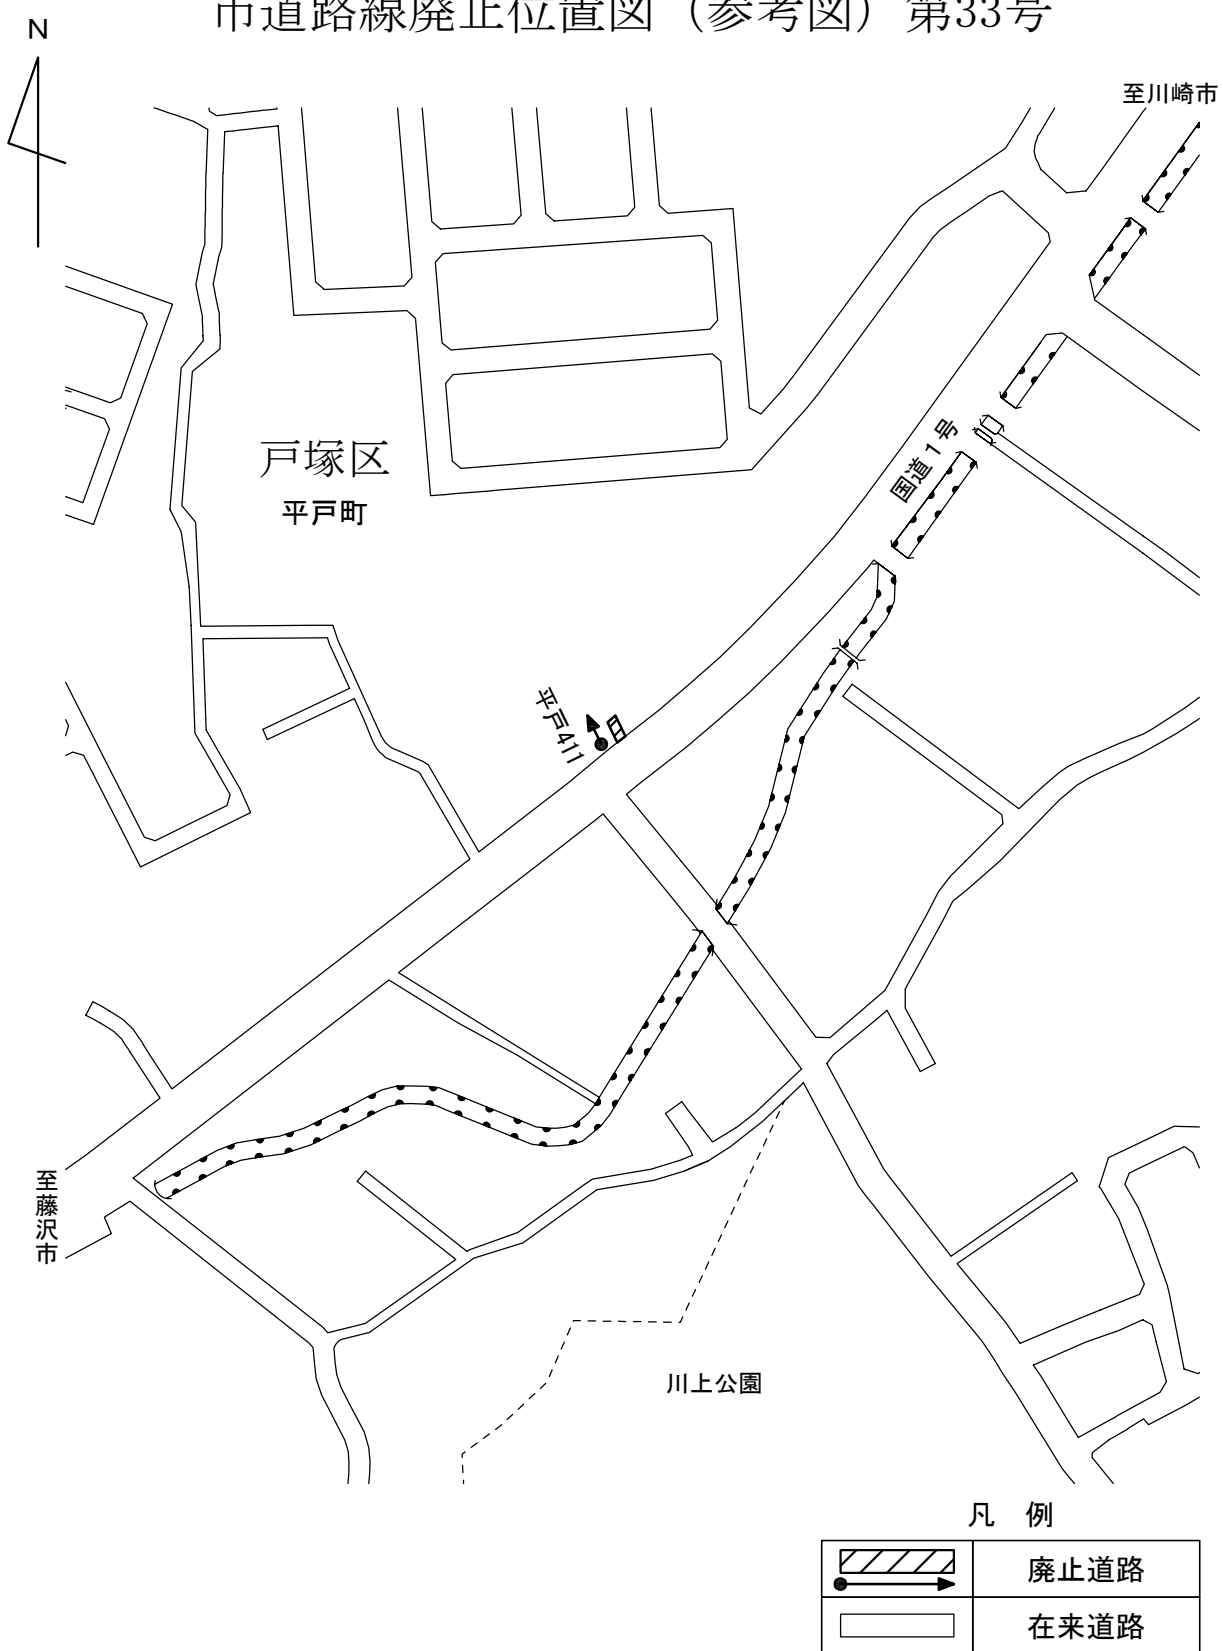 市道路線廃止位置図（参考図）第33号
N
至川崎市
国道1号
戸塚区
平戸町
平戸411
至藤沢市
川上公園
凡 例
廃止道路
在来道路